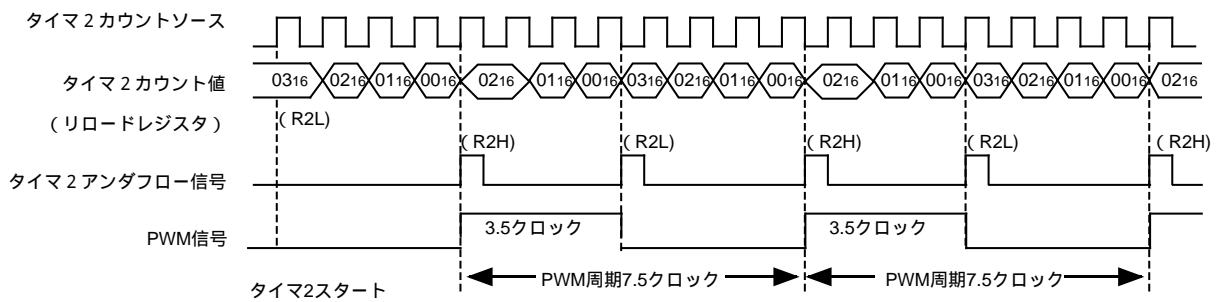 タイマ2カウントソース
タイマ2カウント値 0316 0216 0116 0016 0216 0116 0016 0316 0216 0116 0016 0216 0116 0016 0316 0216 0116 0016 0216
(リロードレジスタ) (R2L) (R2H) (R2L) (R2H) (R2L) (R2H)
タイマ2アンダフロー信号
PWM信号 3.5クロック 3.5クロック
PWM周期7.5クロック PWM周期7.5クロック
タイマ2スタート